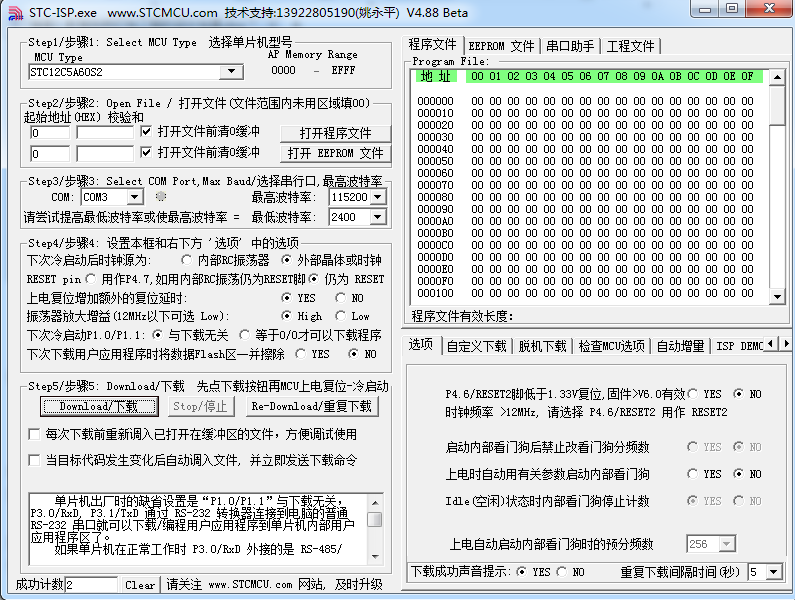 STC-ISP.exe www.STCMCU.com 技术支持:13922805190(姚永平) V4.88 Beta
Step1/步骤1: Select MCU Type 选择单片机型号
MCU Type
AP Memory Range
STC12C5A60S2
0000 - EFFF
Step2/步骤2: Open File / 打开文件(文件范围内未用区域填00)
起始地址(HEX) 校验和
0
打开文件前清0缓冲
打开程序文件
0
打开文件前清0缓冲
打开 EEPROM 文件
Step3/步骤3: Select COM Port,Max Baud/选择串行口,最高波特率
COM: COM3
最高波特率: 115200
请尝试提高最低波特率或使最高波特率 = 最低波特率: 2400
Step4/步骤4: 设置本框和右下方 '选项' 中的选项
下次冷启动后时钟源为: 内部RC振荡器 外部晶体或时钟
RESET pin 用作P4.7,如用内部RC振荡仍为RESET脚 仍为 RESET
上电复位增加额外的复位延时: YES NO
振荡器放大增益(12MHz以下可选 Low): High Low
下次冷启动P1.0/P1.1: 与下载无关 等于0/0才可以下载程序
下次下载用户应用程序时将数据Flash区一并擦除 YES NO
Step5/步骤5: Download/下载 先点下载按钮再MCU上电复位-冷启动
Download/下载
Stop/停止
Re-Download/重复下载
每次下载前重新调入已打开在缓冲区的文件，方便调试使用
当目标代码发生变化后自动调入文件, 并立即发送下载命令
单片机出厂时的缺省设置是“P1.0/P1.1”与下载无关,
P3.0/RxD, P3.1/TxD 通过 RS-232 转换器连接到电脑的普通
RS-232 串口就可以下载/编程用户应用程序到单片机内部用户
应用程序区了。
如果单片机在正常工作时 P3.0/RxD 外接的是 RS-485/
成功计数 2
Clear
请关注 www.STCMCU.com 网站, 及时升级
程序文件 EEPROM 文件 串口助手 工程文件
Program File:
地 址 00 01 02 03 04 05 06 07 08 09 0A 0B 0C 0D 0E 0F
000000 00 00 00 00 00 00 00 00 00 00 00 00 00 00 00 00
000010 00 00 00 00 00 00 00 00 00 00 00 00 00 00 00 00
000020 00 00 00 00 00 00 00 00 00 00 00 00 00 00 00 00
000030 00 00 00 00 00 00 00 00 00 00 00 00 00 00 00 00
000040 00 00 00 00 00 00 00 00 00 00 00 00 00 00 00 00
000050 00 00 00 00 00 00 00 00 00 00 00 00 00 00 00 00
000060 00 00 00 00 00 00 00 00 00 00 00 00 00 00 00 00
000070 00 00 00 00 00 00 00 00 00 00 00 00 00 00 00 00
000080 00 00 00 00 00 00 00 00 00 00 00 00 00 00 00 00
000090 00 00 00 00 00 00 00 00 00 00 00 00 00 00 00 00
0000A0 00 00 00 00 00 00 00 00 00 00 00 00 00 00 00 00
0000B0 00 00 00 00 00 00 00 00 00 00 00 00 00 00 00 00
0000C0 00 00 00 00 00 00 00 00 00 00 00 00 00 00 00 00
0000D0 00 00 00 00 00 00 00 00 00 00 00 00 00 00 00 00
0000E0 00 00 00 00 00 00 00 00 00 00 00 00 00 00 00 00
0000F0 00 00 00 00 00 00 00 00 00 00 00 00 00 00 00 00
000100 00 00 00 00 00 00 00 00 00 00 00 00 00 00 00 00
程序文件有效长度:
选项 自定义下载 脱机下载 检查MCU选项 自动增量 ISP DEMO
P4.6/RESET2脚低于1.33V复位,固件>V6.0有效 YES NO
时钟频率 >12MHz, 请选择 P4.6/RESET2 用作 RESET2
启动内部看门狗后禁止改看门狗分频数 YES NO
上电时自动用有关参数启动内部看门狗 YES NO
Idle(空闲)状态时内部看门狗停止计数 YES NO
上电自动启动内部看门狗时的预分频数 256
下载成功声音提示: YES NO 重复下载间隔时间(秒) 5